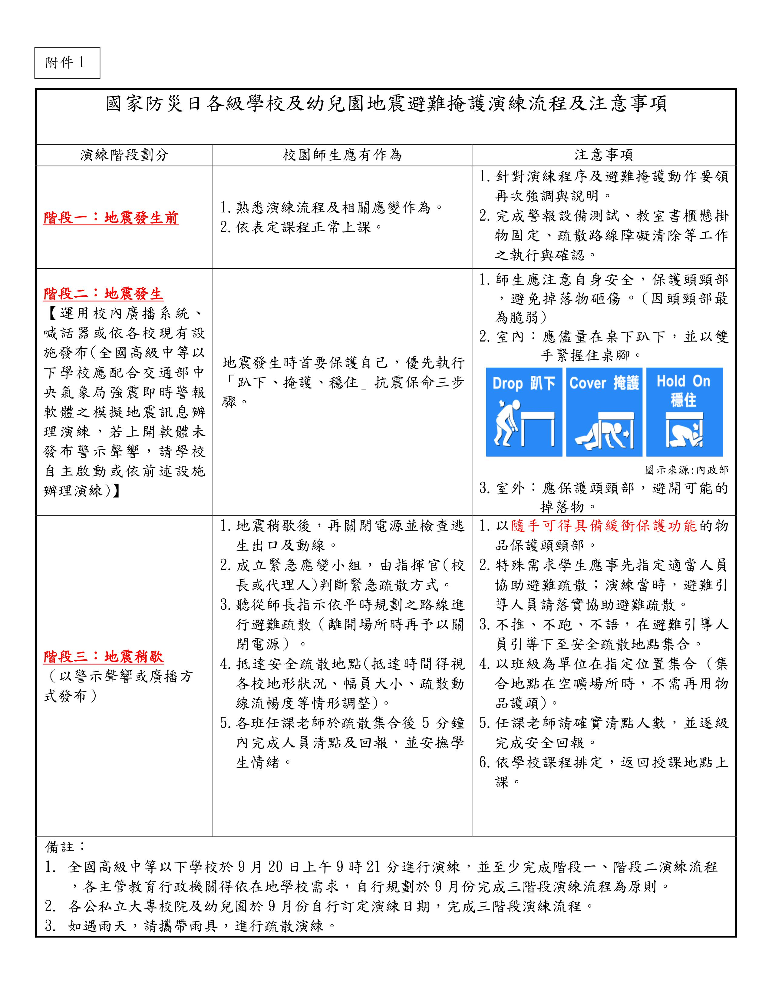 附件1
國家防災日各級學校及幼兒園地震避難掩護演練流程及注意事項
演練階段劃分
校園師生應有作為
注意事項
階段一：地震發生前
1.熟悉演練流程及相關應變作為。
2.依表定課程正常上課。
1.針對演練程序及避難掩護動作要領
再次強調與說明。
2.完成警報設備測試、教室書櫃懸掛
物固定、疏散路線障礙清除等工作
之執行與確認。
階段二：地震發生
【運用校內廣播系統、
喊話器或依各校現有設
施發布(全國高級中等以
下學校應配合交通部中
央氣象局強震即時警報
軟體之模擬地震訊息辦
理演練，若上開軟體未
發布警示聲響，請學校
自主啟動或依前述設施
辦理演練)】
地震發生時首要保護自己，優先執行
「趴下、掩護、穩住」抗震保命三步
驟。
1.師生應注意自身安全，保護頭頸部
，避免掉落物砸傷。(因頭頸部最
為脆弱)
2.室內：應儘量在桌下趴下，並以雙
手緊握住桌腳。
Drop 趴下
Cover 掩護
Hold On
穩住
圖示來源:內政部
3.室外：應保護頭頸部，避開可能的
掉落物。
階段三：地震稍歇
（以警示聲響或廣播方
式發布）
1.地震稍歇後，再關閉電源並檢查逃
生出口及動線。
2.成立緊急應變小組，由指揮官(校
長或代理人)判斷緊急疏散方式。
3.聽從師長指示依平時規劃之路線進
行避難疏散（離開場所時再予以關
閉電源）。
4.抵達安全疏散地點(抵達時間得視
各校地形狀況、幅員大小、疏散動
線流暢度等情形調整)。
5.各班任課老師於疏散集合後 5 分鐘
內完成人員清點及回報，並安撫學
生情緒。
1.以隨手可得具備緩衝保護功能的物
品保護頭頸部。
2.特殊需求學生應事先指定適當人員
協助避難疏散；演練當時，避難引
導人員請落實協助避難疏散。
3.不推、不跑、不語，在避難引導人
員引導下至安全疏散地點集合。
4.以班級為單位在指定位置集合（集
合地點在空曠場所時，不需再用物
品護頭)。
5.任課老師請確實清點人數，並逐級
完成安全回報。
6.依學校課程排定，返回授課地點上
課。
備註：
1. 全國高級中等以下學校於 9 月 20 日上午 9 時 21 分進行演練，並至少完成階段一、階段二演練流程
，各主管教育行政機關得依在地學校需求，自行規劃於 9 月份完成三階段演練流程為原則。
2. 各公私立大專校院及幼兒園於 9 月份自行訂定演練日期，完成三階段演練流程。
3. 如遇雨天，請攜帶雨具，進行疏散演練。